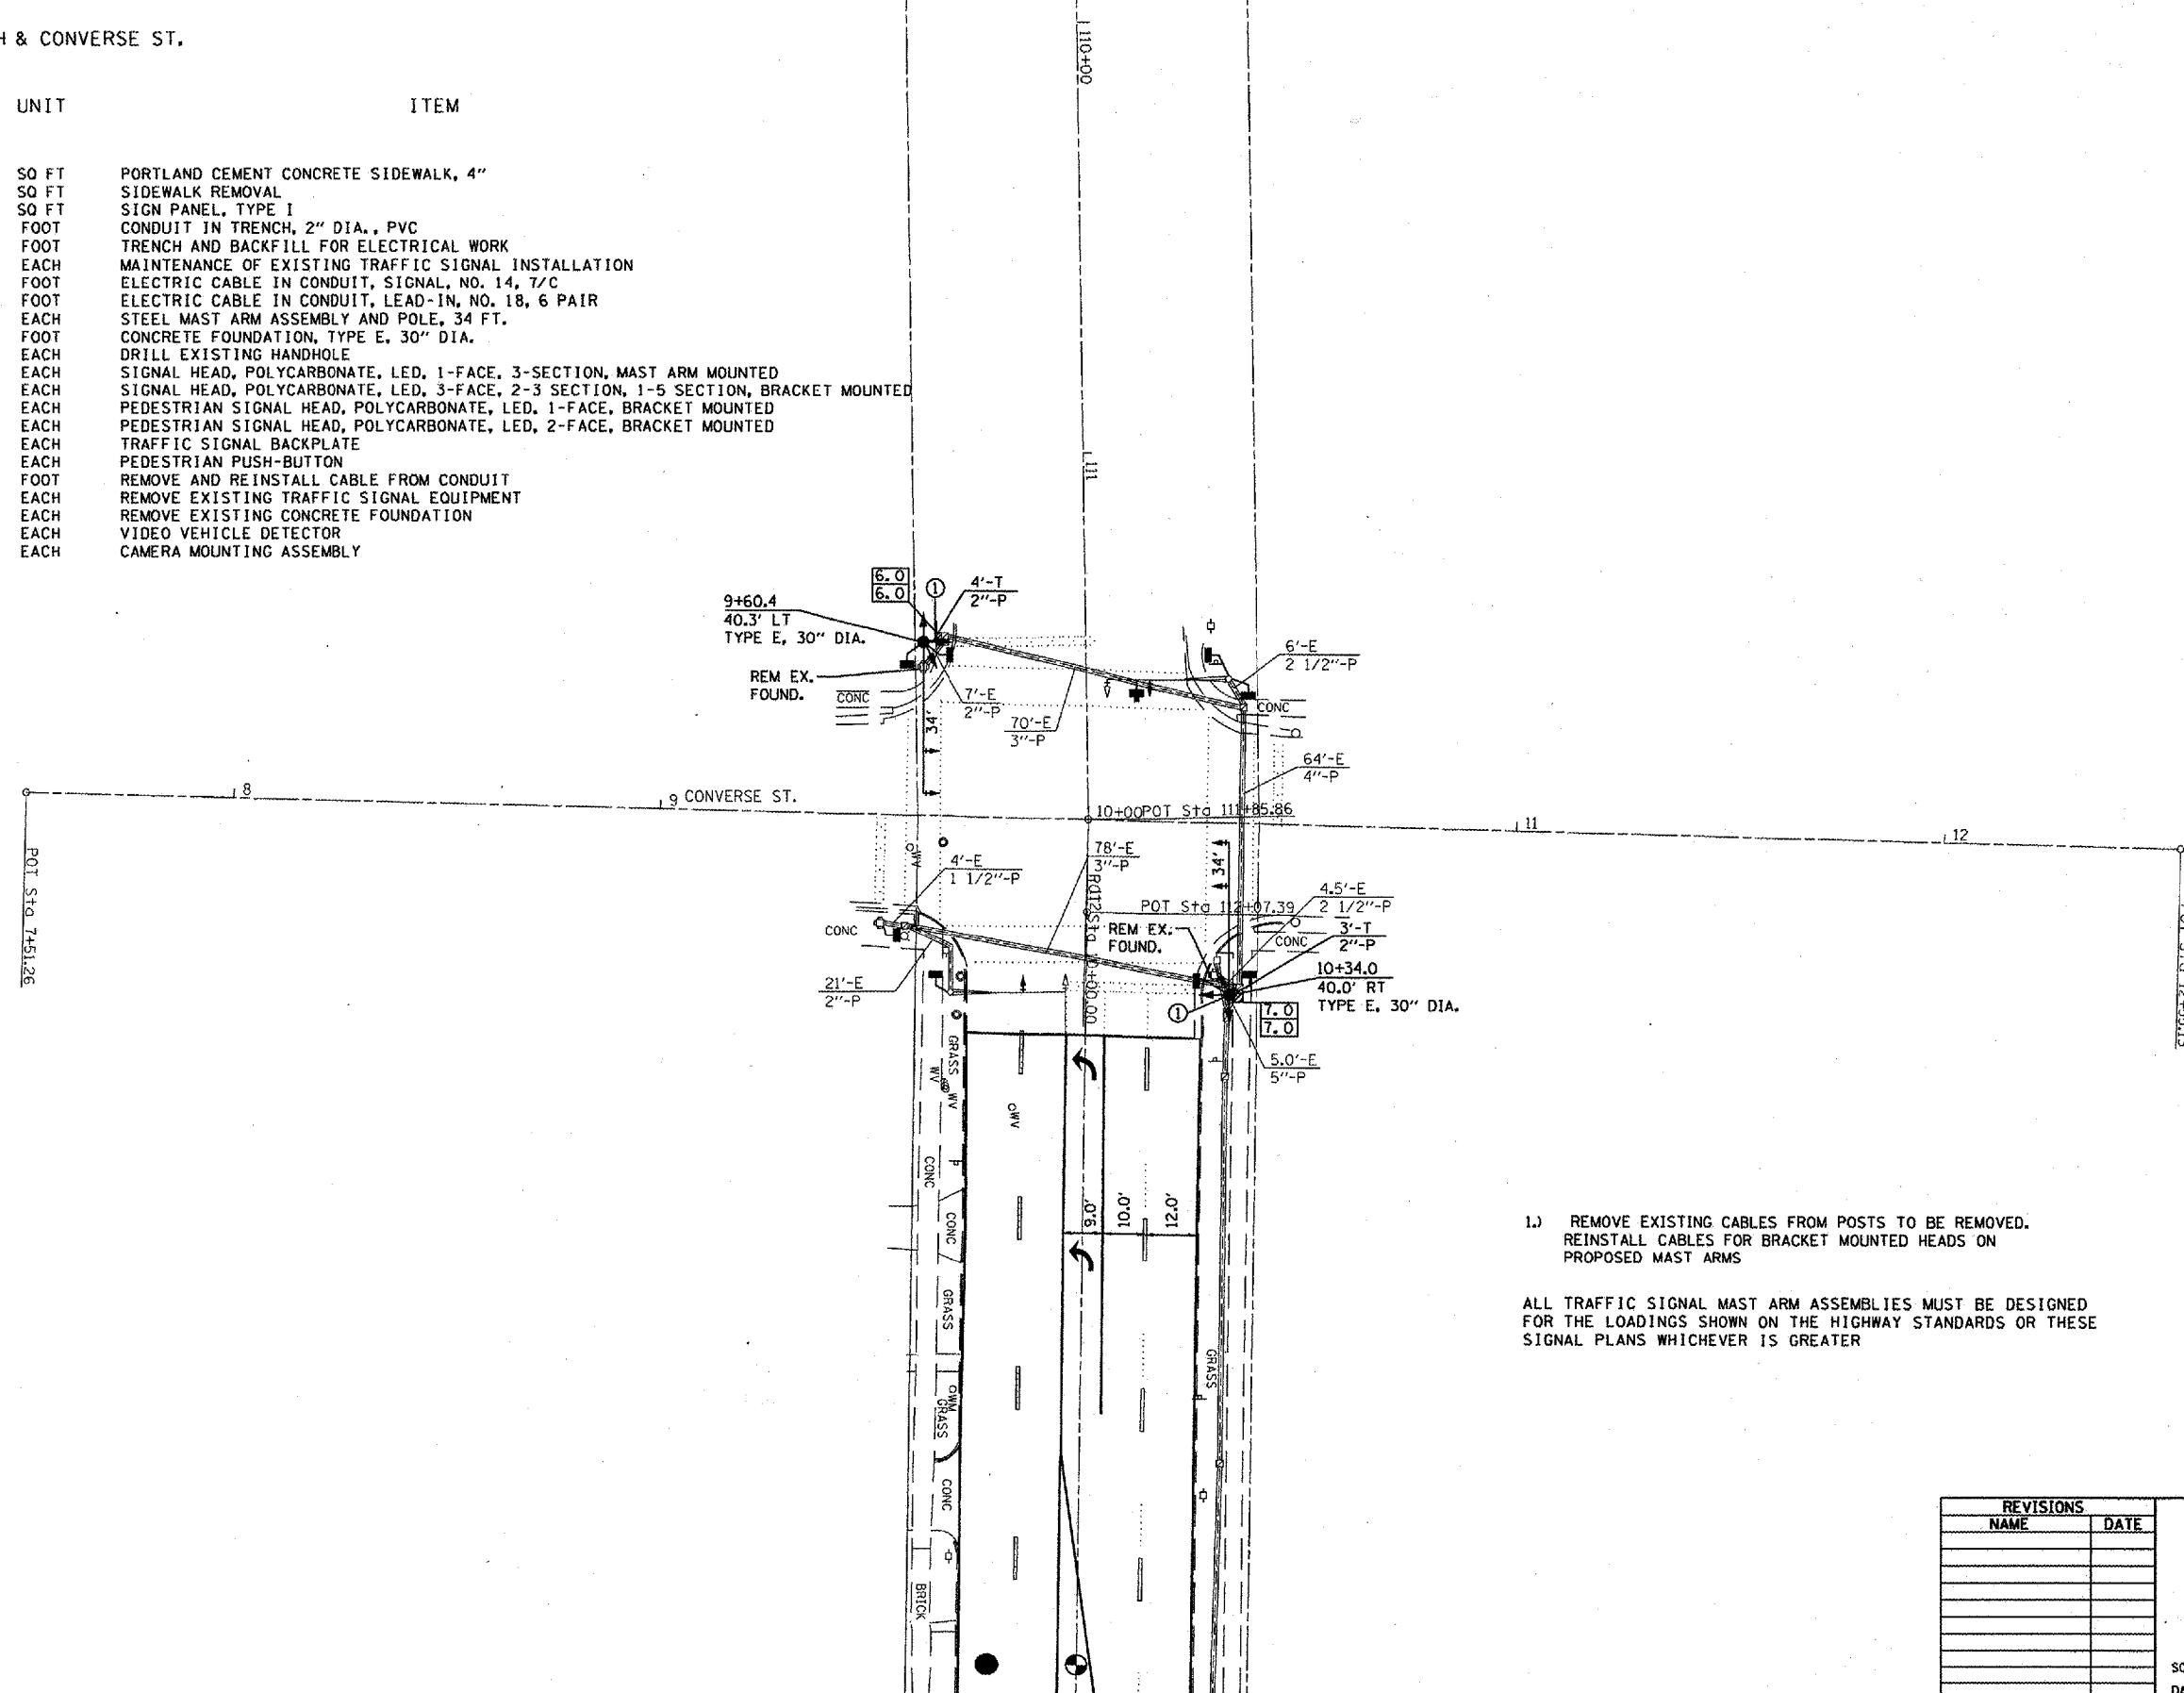 & CONVERSE ST.
UNIT ITEM
SQ FT PORTLAND CEMENT CONCRETE SIDEWALK, 4"
SQ FT SIDEWALK REMOVAL
SQ FT SIGN PANEL, TYPE I
FOOT CONDUIT IN TRENCH, 2" DIA., PVC
FOOT TRENCH AND BACKFILL FOR ELECTRICAL WORK
EACH MAINTENANCE OF EXISTING TRAFFIC SIGNAL INSTALLATION
FOOT ELECTRIC CABLE IN CONDUIT, SIGNAL, NO. 14, 7/C
FOOT ELECTRIC CABLE IN CONDUIT, LEAD-IN, NO. 18, 6 PAIR
EACH STEEL MAST ARM ASSEMBLY AND POLE, 34 FT.
FOOT CONCRETE FOUNDATION, TYPE E, 30" DIA.
EACH DRILL EXISTING HANDHOLE
EACH SIGNAL HEAD, POLYCARBONATE, LED, 1-FACE, 3-SECTION, MAST ARM MOUNTED
EACH SIGNAL HEAD, POLYCARBONATE, LED, 3-FACE, 2-3 SECTION, 1-5 SECTION, BRACKET MOUNTED
EACH PEDESTRIAN SIGNAL HEAD, POLYCARBONATE, LED, 1-FACE, BRACKET MOUNTED
EACH PEDESTRIAN SIGNAL HEAD, POLYCARBONATE, LED, 2-FACE, BRACKET MOUNTED
EACH TRAFFIC SIGNAL BACKPLATE
EACH PEDESTRIAN PUSH-BUTTON
FOOT REMOVE AND REINSTALL CABLE FROM CONDUIT
EACH REMOVE EXISTING TRAFFIC SIGNAL EQUIPMENT
EACH REMOVE EXISTING CONCRETE FOUNDATION
EACH VIDEO VEHICLE DETECTOR
EACH CAMERA MOUNTING ASSEMBLY
110+00
111
6.0
6.0
1
4'-T
2"-P
9+60.4
40.3' LT
TYPE E, 30" DIA.
REM EX.
FOUND.
CONC
34'
7'-E
2"-P
70'-E
3"-P
6'-E
2 1/2"-P
CONC
64'-E
4"-P
8
9
CONVERSE ST.
10+00
POT Sta 111+85.86
11
12
POT Sta 7+51.26
WV
4'-E
1 1/2"-P
78'-E
3"-P
34'
4.5'-E
2 1/2"-P
POT Sta 112+07.39
CONC
REM EX.
FOUND.
CONC
3'-T
2"-P
10+34.0
40.0' RT
TYPE E, 30" DIA.
21'-E
2"-P
1
7.0
7.0
5.0'-E
5"-P
GRASS
WV
WV
WV
CONC
CONC
9.0'
10.0'
12.0'
GRASS
GRASS
WM
GRASS
CONC
BRICK
1.) REMOVE EXISTING CABLES FROM POSTS TO BE REMOVED.
REINSTALL CABLES FOR BRACKET MOUNTED HEADS ON
PROPOSED MAST ARMS
ALL TRAFFIC SIGNAL MAST ARM ASSEMBLIES MUST BE DESIGNED
FOR THE LOADINGS SHOWN ON THE HIGHWAY STANDARDS OR THESE
SIGNAL PLANS WHICHEVER IS GREATER
REVISIONS
NAME DATE